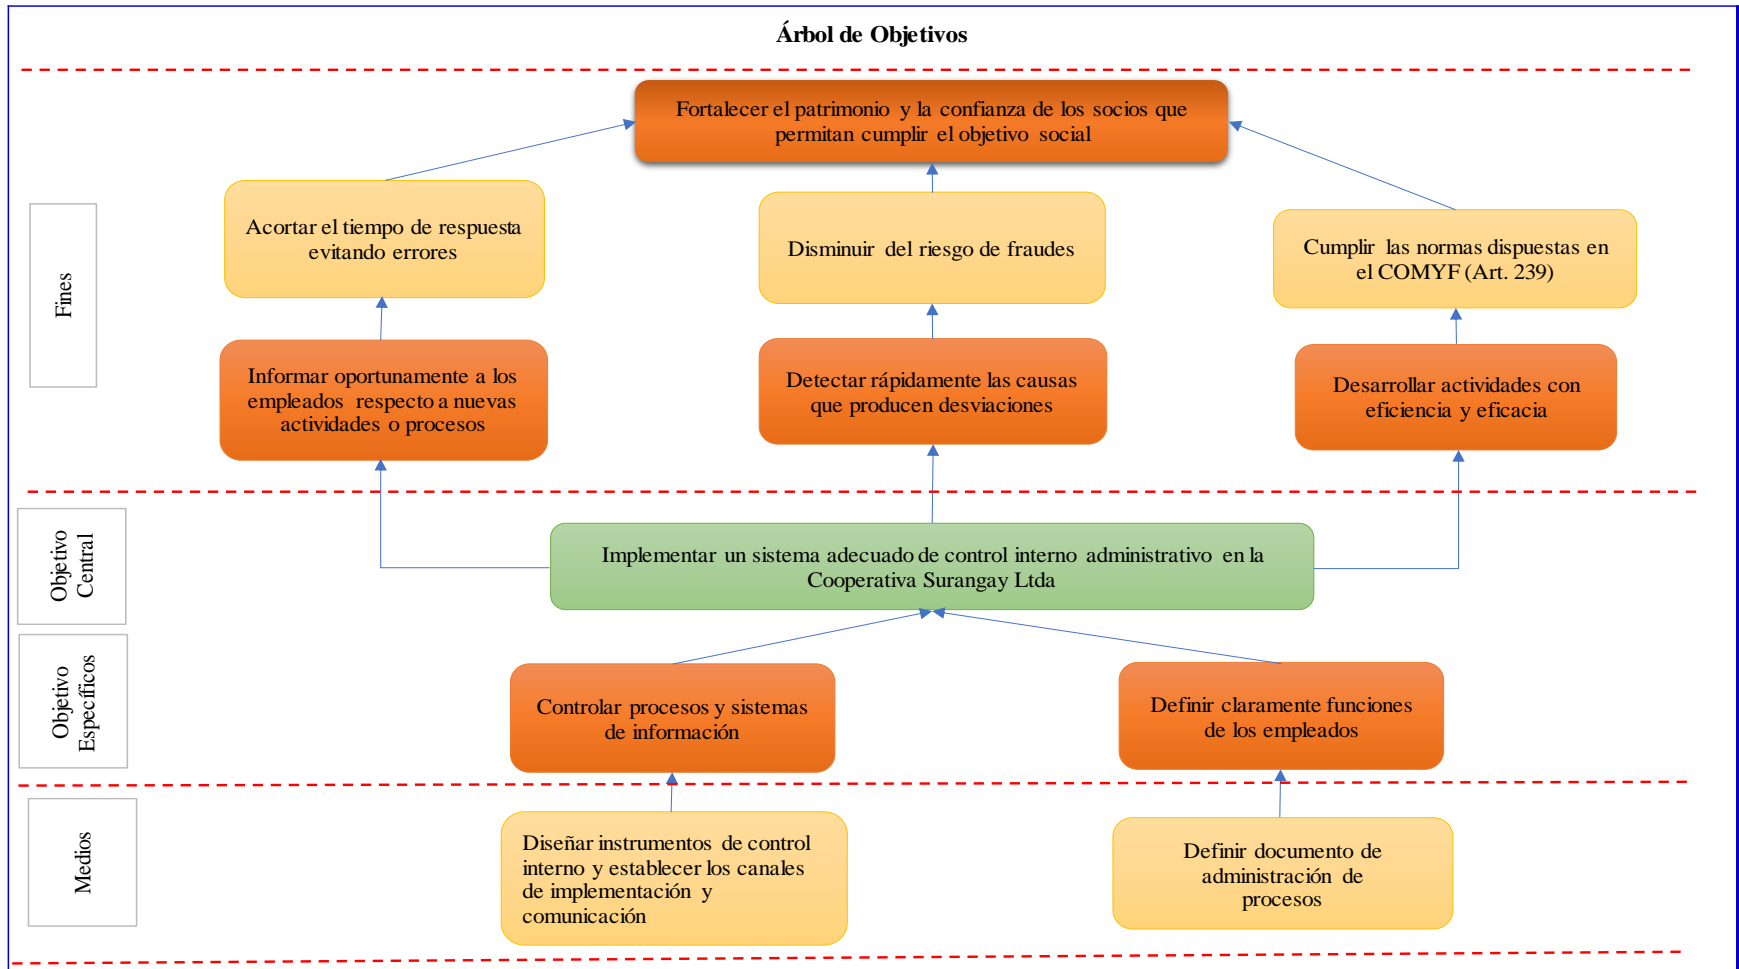 Árbol de Objetivos
Fortalecer el patrimonio y la confianza de los socios que
permitan cumplir el objetivo social
Fines
Acortar el tiempo de respuesta
evitando errores
Disminuir del riesgo de fraudes
Cumplir las normas dispuestas en
el COMYF (Art. 239)
Informar oportunamente a los
empleados respecto a nuevas
actividades o procesos
Detectar rápidamente las causas
que producen desviaciones
Desarrollar actividades con
eficiencia y eficacia
Objetivo
Central
Implementar un sistema adecuado de control interno administrativo en la
Cooperativa Surangay Ltda
Objetivo
Específicos
Controlar procesos y sistemas
de información
Definir claramente funciones
de los empleados
Medios
Diseñar instrumentos de control
interno y establecer los canales
de implementación y
comunicación
Definir documento de
administración de
procesos